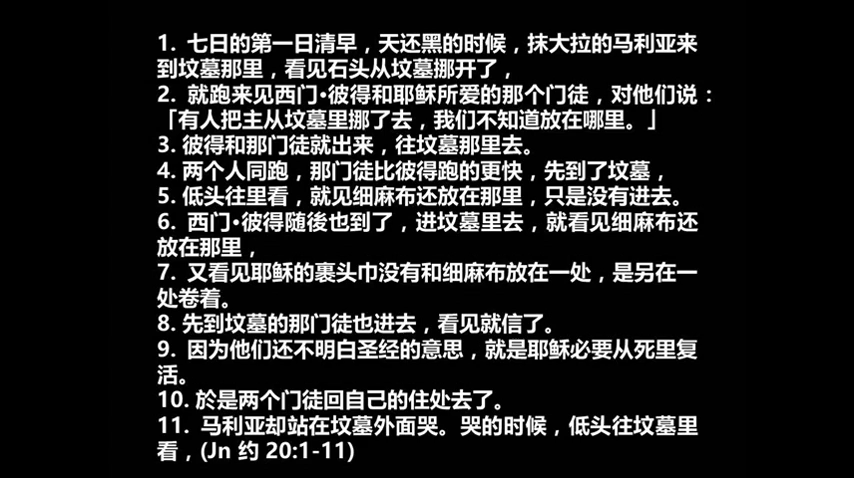 1. 七日的第一日清早，天还黑的时候，抹大拉的马利亚来
到坟墓那里，看见石头从坟墓挪开了，
2. 就跑来见西门•彼得和耶稣所爱的那个门徒，对他们说：
「有人把主从坟墓里挪了去，我们不知道放在哪里。」
3. 彼得和那门徒就出来，往坟墓那里去。
4. 两个人同跑，那门徒比彼得跑的更快，先到了坟墓，
5. 低头往里看，就见细麻布还放在那里，只是没有进去。
6. 西门•彼得随後也到了，进坟墓里去，就看见细麻布还
放在那里，
7. 又看见耶稣的裹头巾没有和细麻布放在一处，是另在一
处卷着。
8. 先到坟墓的那门徒也进去，看见就信了。
9. 因为他们还不明白圣经的意思，就是耶稣必要从死里复
活。
10. 於是两个门徒回自己的住处去了。
11. 马利亚却站在坟墓外面哭。哭的时候，低头往坟墓里
看，(Jn 约 20:1-11)